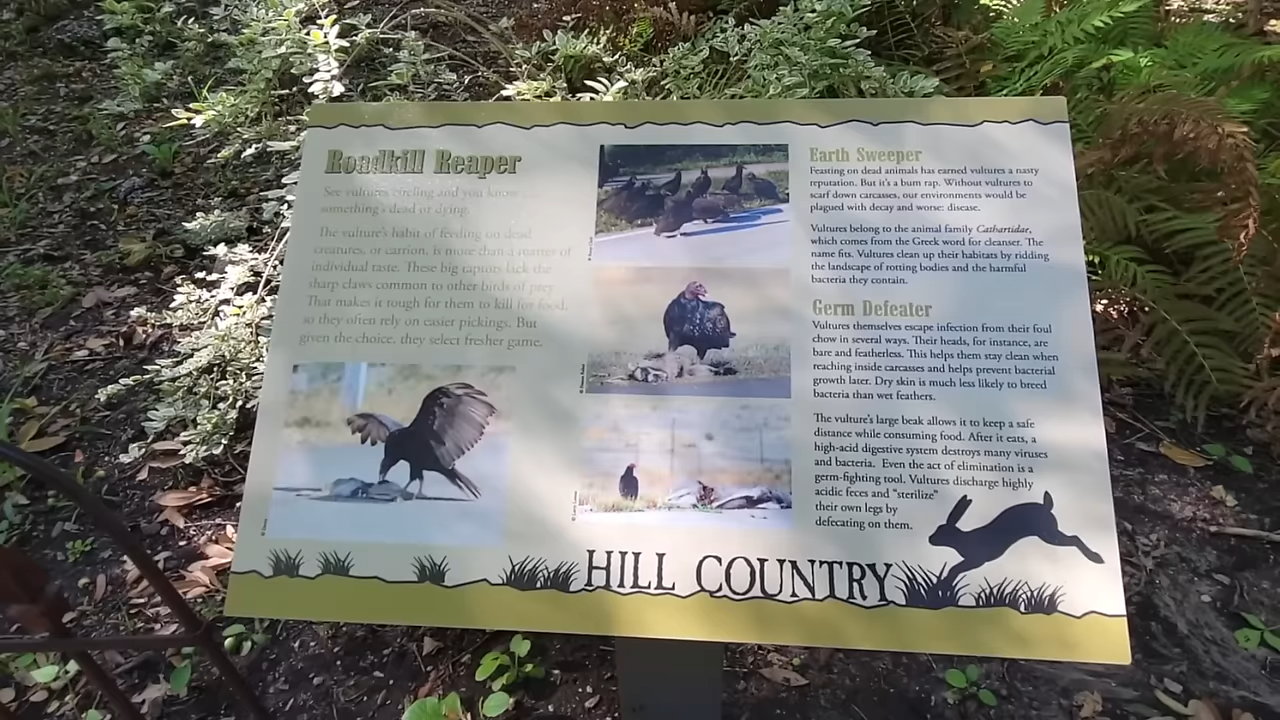 Roadkill Reaper
See vultures circling and you know
something's dead or dying.
The vulture's habit of feeding on dead
creatures, or carrion, is more than a matter of
individual taste. These big raptors lack the
sharp claws common to other birds of prey.
That makes it tough for them to kill for food,
so they often rely on easier pickings. But
given the choice, they select fresher game.
Earth Sweeper
Feasting on dead animals has earned vultures a nasty
reputation. But it's a bum rap. Without vultures to
scarf down carcasses, our environments would be
plagued with decay and worse: disease.
Vultures belong to the animal family Cathartidae,
which comes from the Greek word for cleanser. The
name fits. Vultures clean up their habitats by ridding
the landscape of rotting bodies and the harmful
bacteria they contain.
Germ Defeater
Vultures themselves escape infection from their foul
chow in several ways. Their heads, for instance, are
bare and featherless. This helps them stay clean when
reaching inside carcasses and helps prevent bacterial
growth later. Dry skin is much less likely to breed
bacteria than wet feathers.
The vulture's large beak allows it to keep a safe
distance while consuming food. After it eats, a
high-acid digestive system destroys many viruses
and bacteria. Even the act of elimination is a
germ-fighting tool. Vultures discharge highly
acidic feces and "sterilize"
their own legs by
defecating on them.
HILL COUNTRY